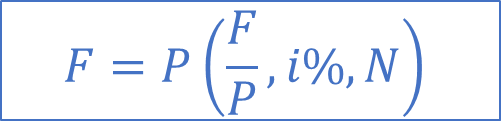 F = P(F/P, i%, N)